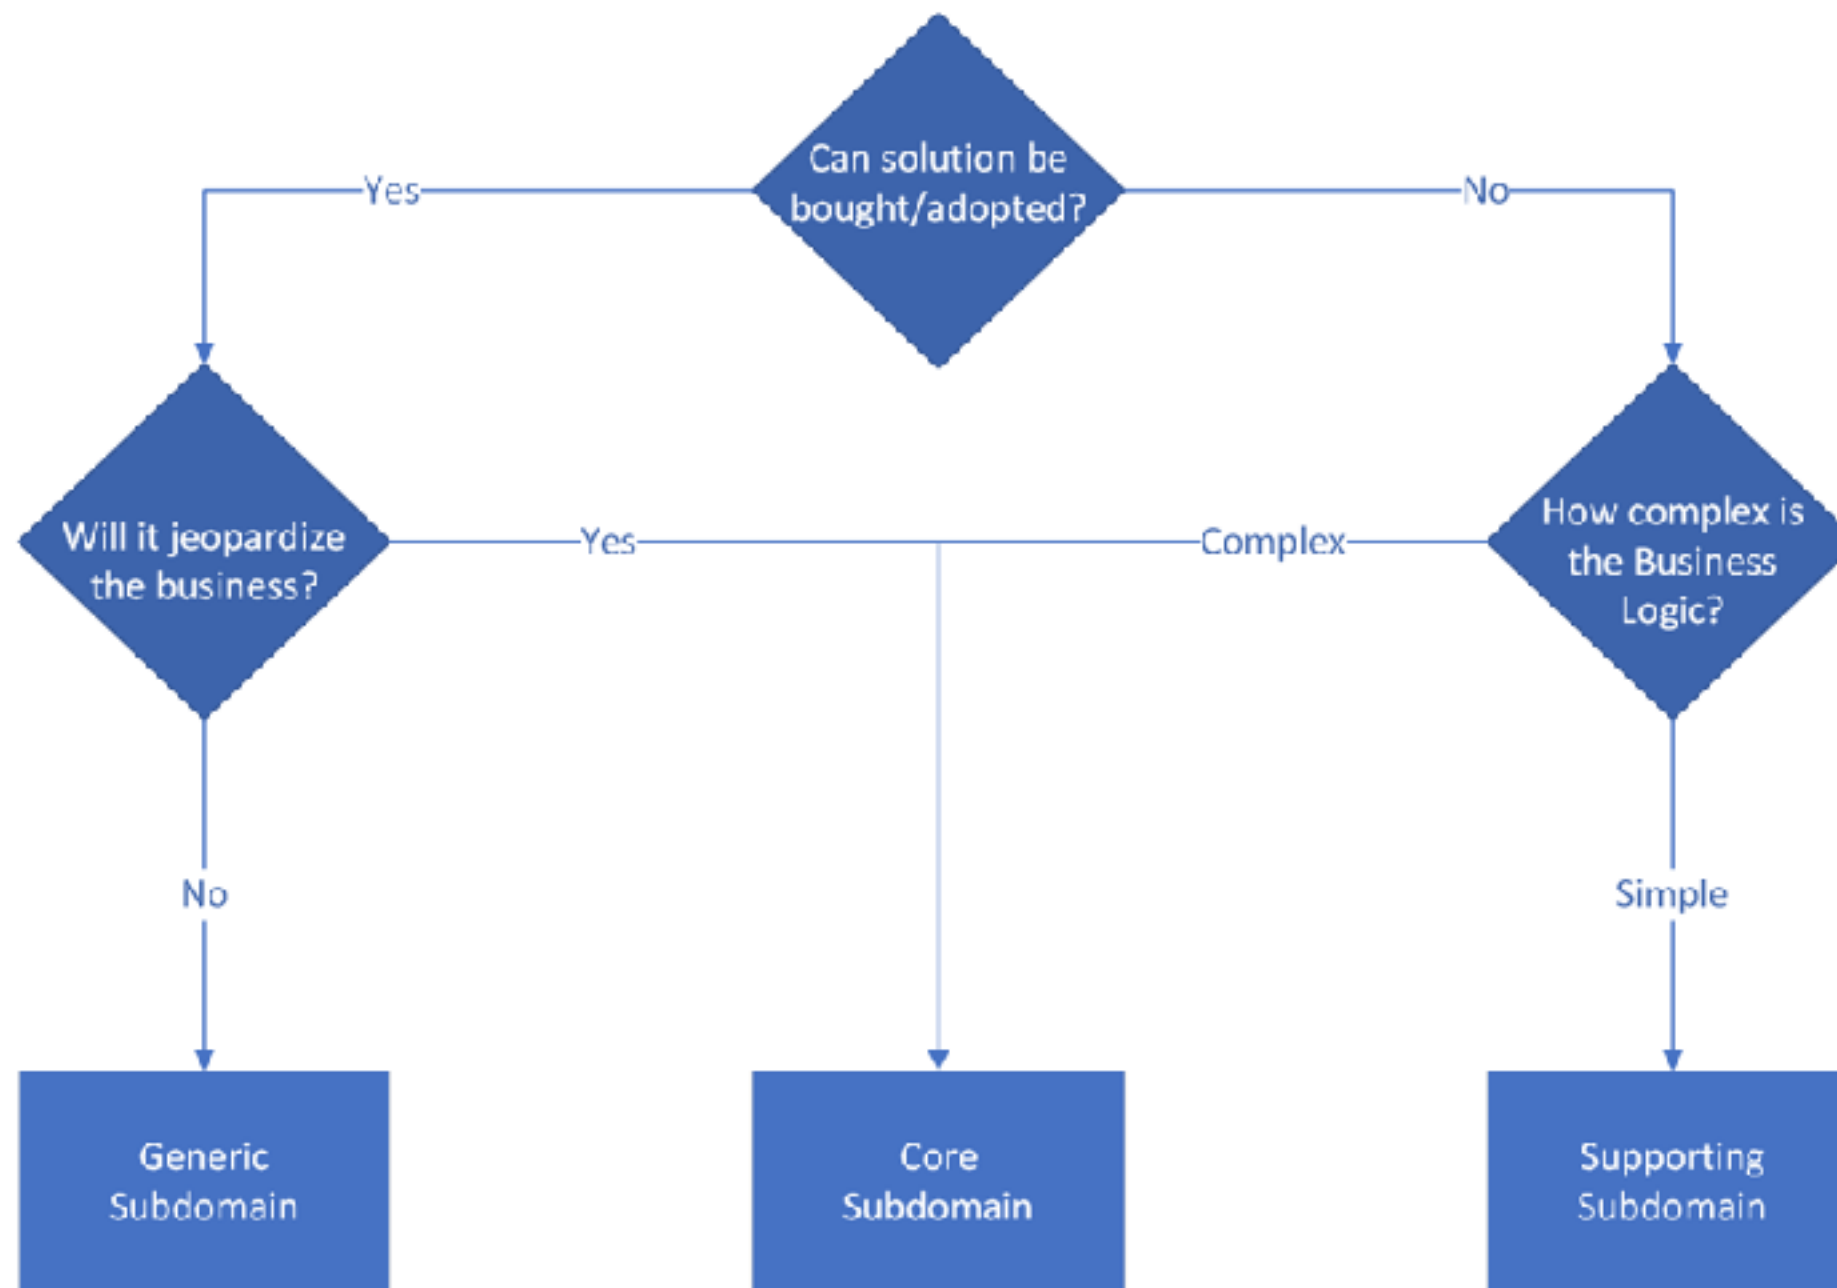 Can solution be
bought/adopted?
Yes
No
Will it jeopardize
the business?
Yes
Complex
How complex is
the Business
Logic?
No
Simple
Generic
Subdomain
Core
Subdomain
Supporting
Subdomain